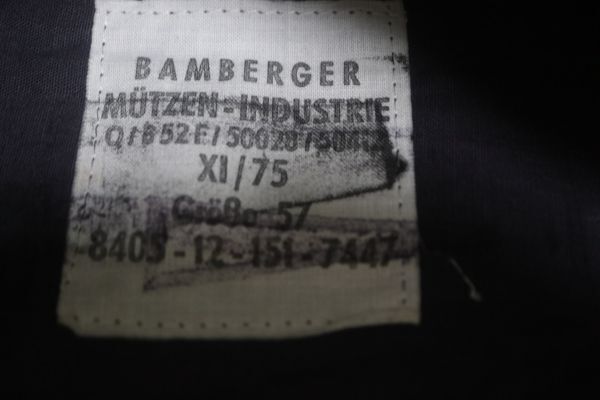 BAMBERGER
MÜTZEN-INDUSTRIE
XI/75
Größe 57
8405-12-151-7447